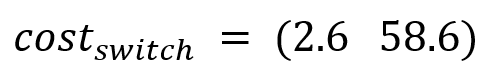 cost_switch = (2.6 58.6)